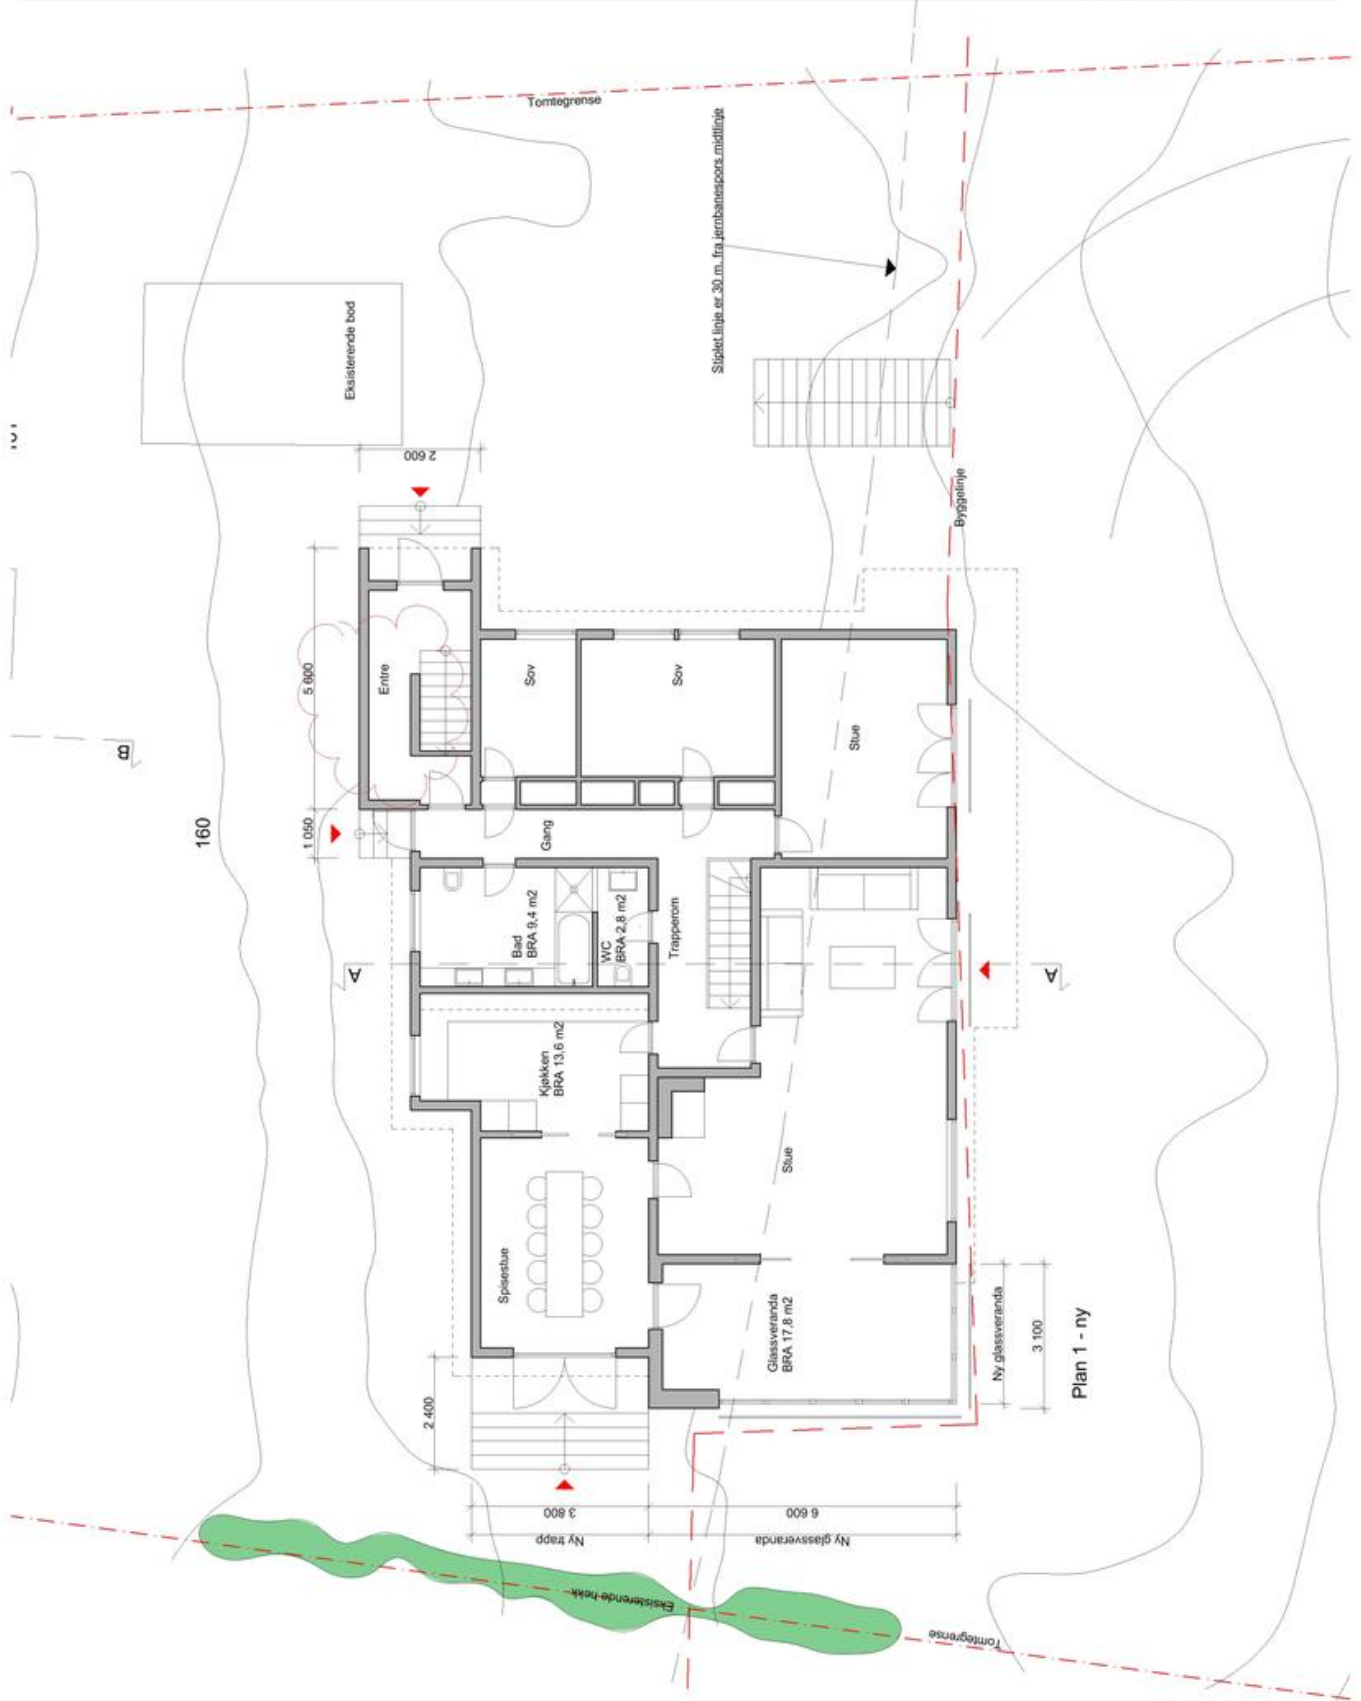 Tomtegrense
Stiplet linje er 30 m. fra jernbanespors midtlinje
Eksisterende bod
2 600
Byggelinje
5 600
Entre
Sov
Sov
Stue
B
160
1 050
Gang
Bad
BRA 9,4 m2
WC
BRA 2,8 m2
Trapperom
A
A
Kjøkken
BRA 13,6 m2
Stue
Spisestue
Glassveranda
BRA 17,8 m2
Ny glassveranda
3 100
Plan 1 - ny
2 400
3 800
6 600
Ny trapp
Ny glassveranda
Eksisterende hekk
Tomtegrense